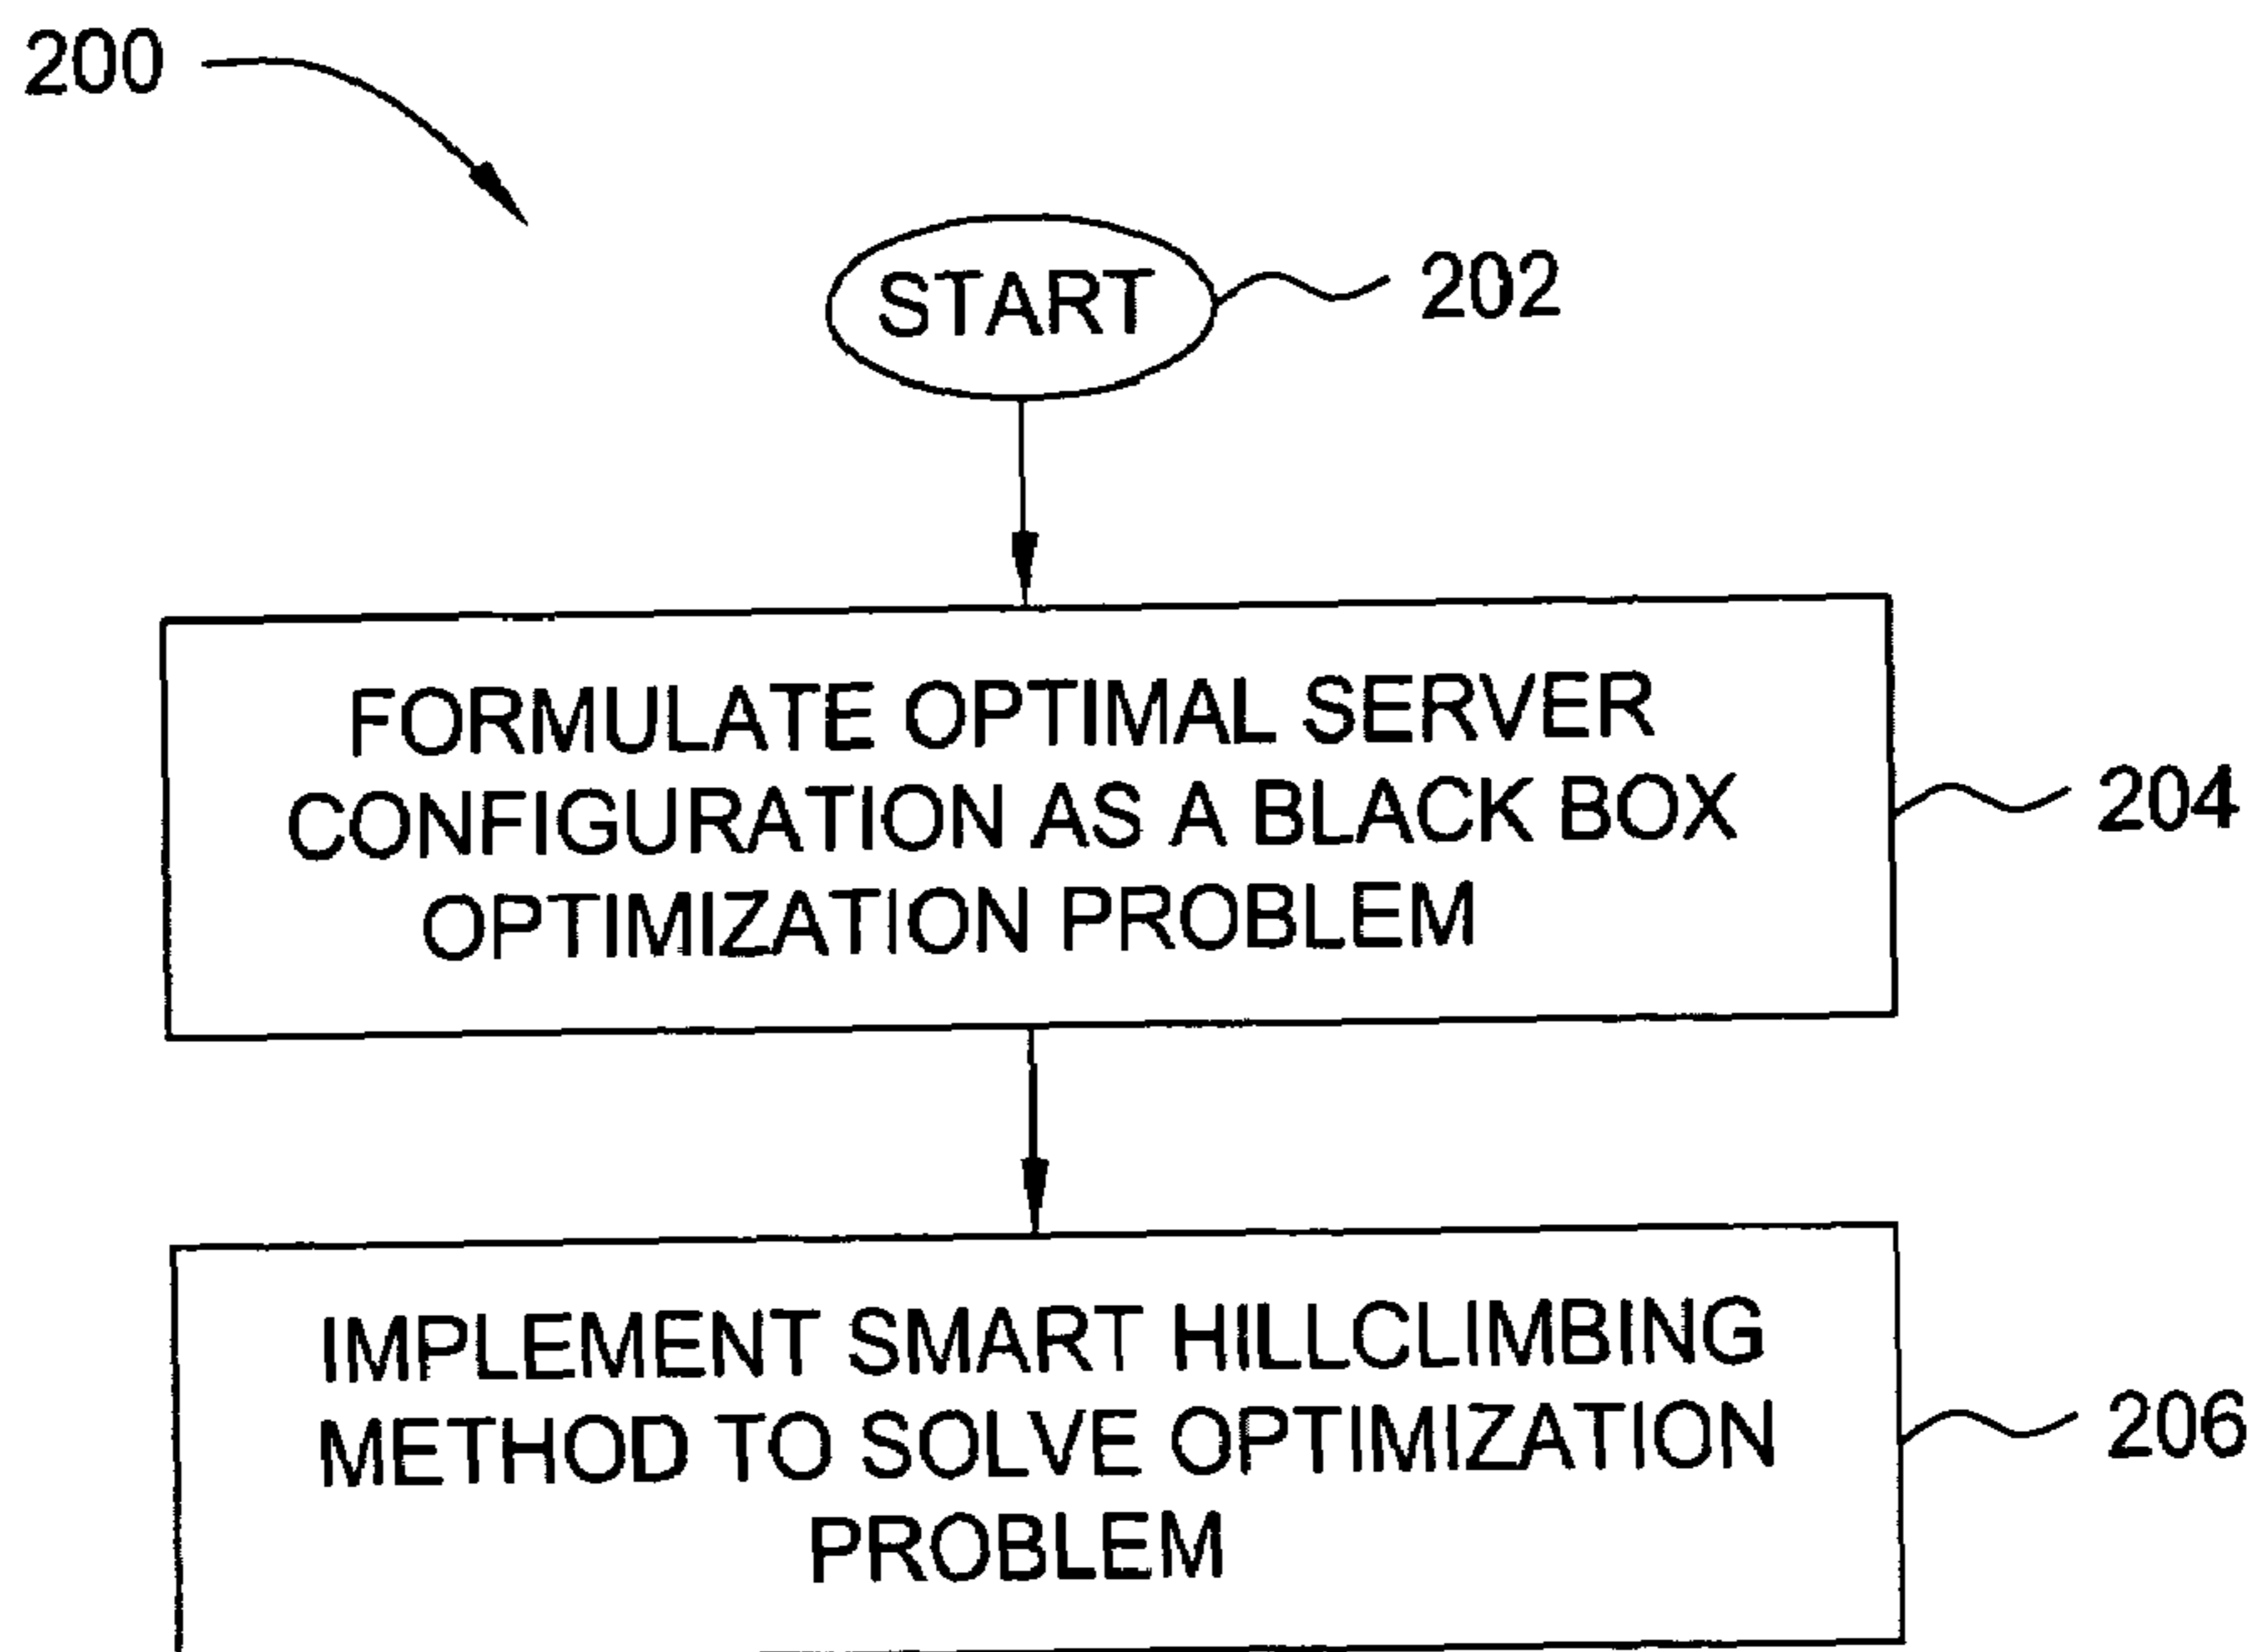 200
START
202
FORMULATE OPTIMAL SERVER
CONFIGURATION AS A BLACK BOX
OPTIMIZATION PROBLEM
204
IMPLEMENT SMART HILLCLIMBING
METHOD TO SOLVE OPTIMIZATION
PROBLEM
206